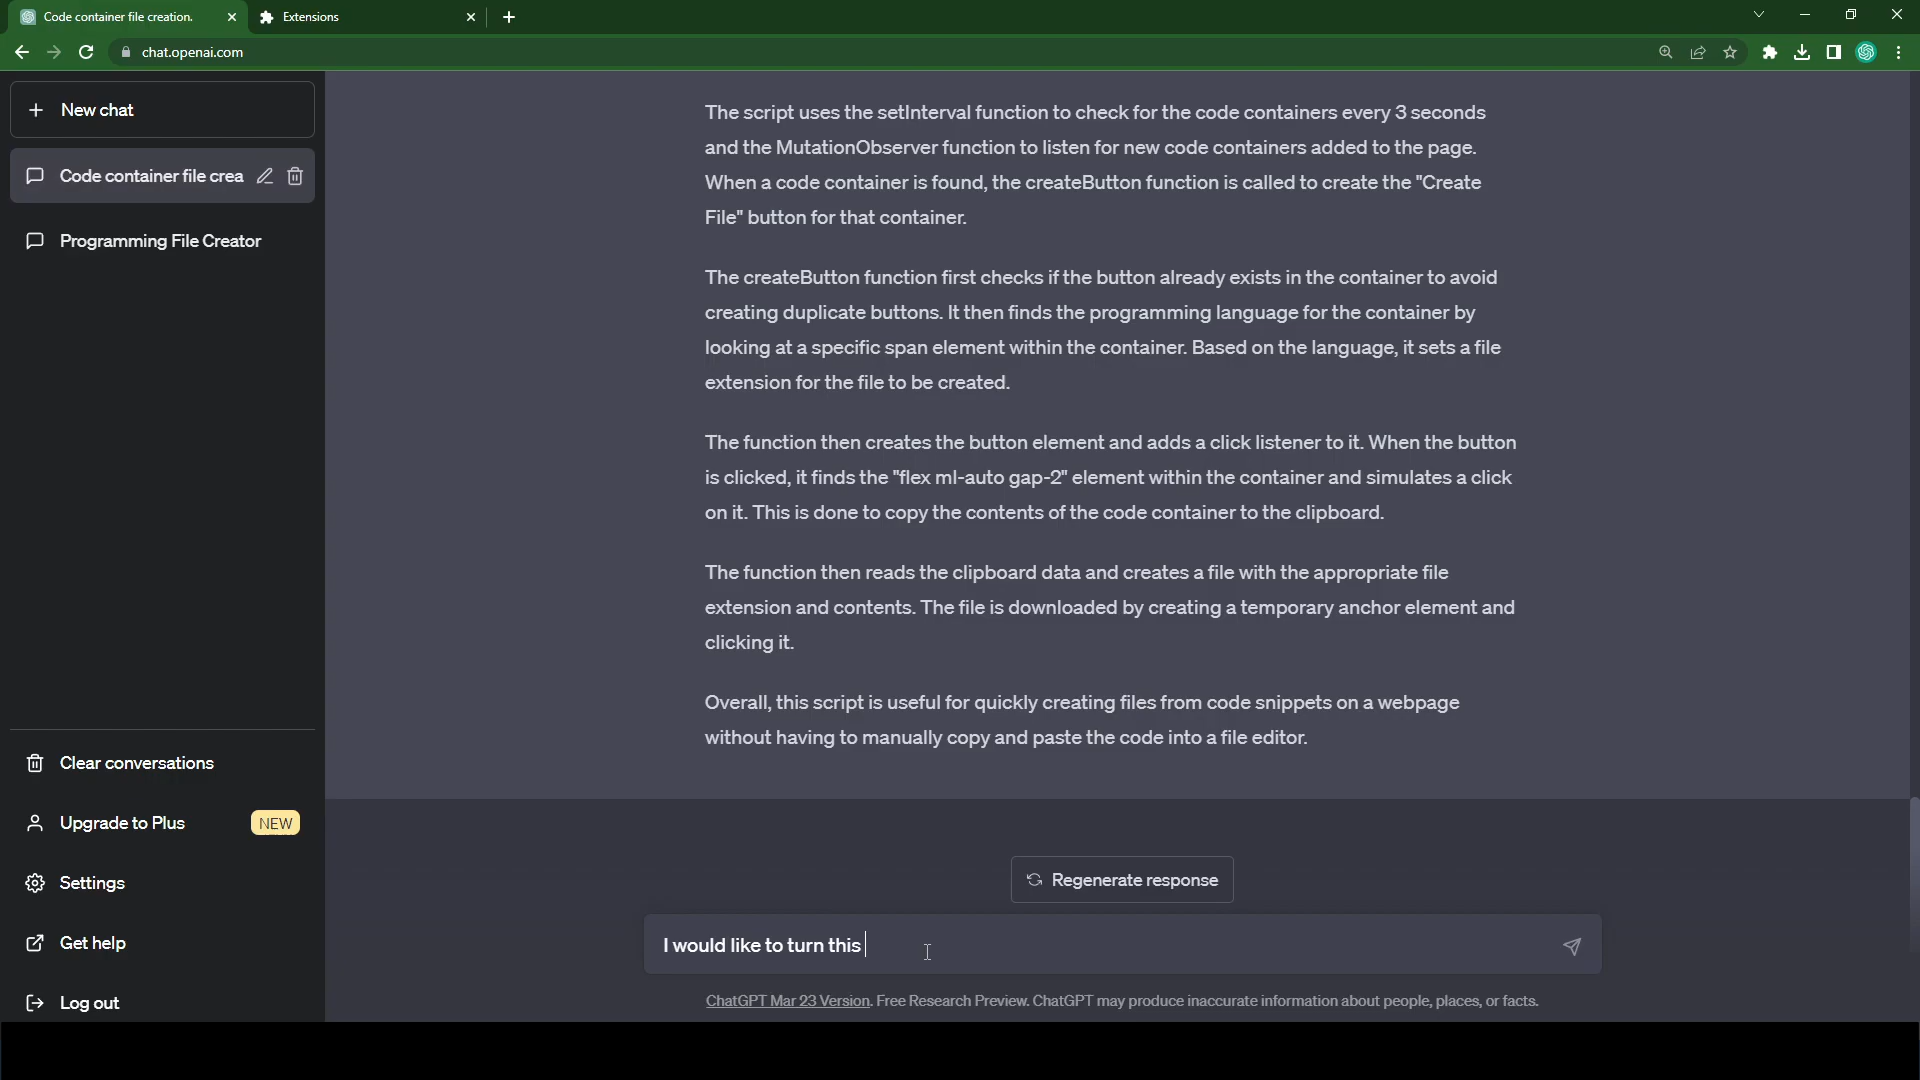 Code container file creation.
Extensions
chat.openai.com
New chat
Code container file crea
Programming File Creator
The script uses the setInterval function to check for the code containers every 3 seconds
and the MutationObserver function to listen for new code containers added to the page.
When a code container is found, the createButton function is called to create the "Create
File" button for that container.
The createButton function first checks if the button already exists in the container to avoid
creating duplicate buttons. It then finds the programming language for the container by
looking at a specific span element within the container. Based on the language, it sets a file
extension for the file to be created.
The function then creates the button element and adds a click listener to it. When the button
is clicked, it finds the "flex ml-auto gap-2" element within the container and simulates a click
on it. This is done to copy the contents of the code container to the clipboard.
The function then reads the clipboard data and creates a file with the appropriate file
extension and contents. The file is downloaded by creating a temporary anchor element and
clicking it.
Overall, this script is useful for quickly creating files from code snippets on a webpage
without having to manually copy and paste the code into a file editor.
Clear conversations
Upgrade to Plus
NEW
Settings
Get help
Log out
Regenerate response
I would like to turn this
ChatGPT Mar 23 Version. Free Research Preview. ChatGPT may produce inaccurate information about people, places, or facts.